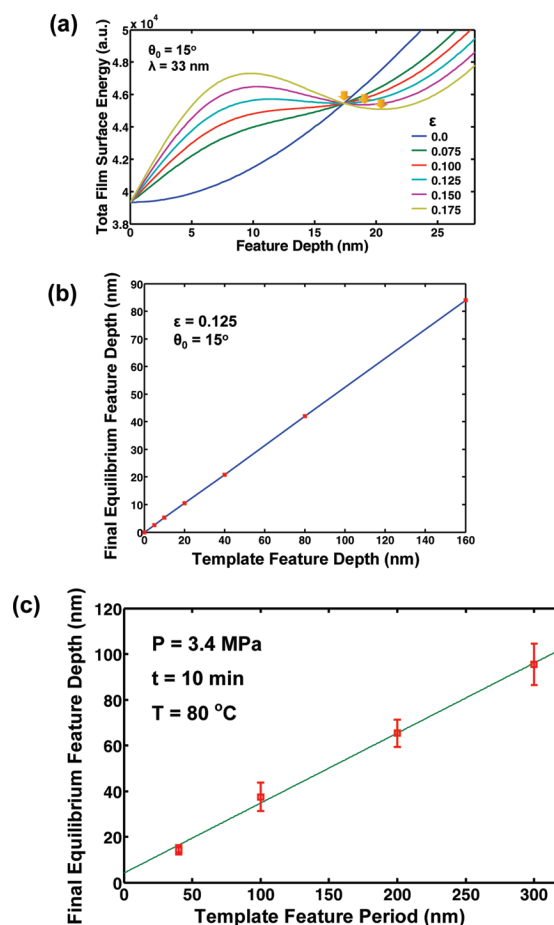 (a)
5 x 10⁴
4.8
4.6
4.4
4.2
4
3.8
Tota Film Surface Energy (a.u.)
θ₀ = 15°
λ = 33 nm
ε
0.0
0.075
0.100
0.125
0.150
0.175
0 5 10 15 20 25
Feature Depth (nm)
(b)
90
80
70
60
50
40
30
20
10
0
Final Equilibrium Feature Depth (nm)
ε = 0.125
θ₀ = 15°
0 20 40 60 80 100 120 140 160
Template Feature Depth (nm)
(c)
120
100
80
60
40
20
0
Final Equilibrium Feature Depth (nm)
P = 3.4 MPa
t = 10 min
T = 80 °C
0 100 200 300
Template Feature Period (nm)